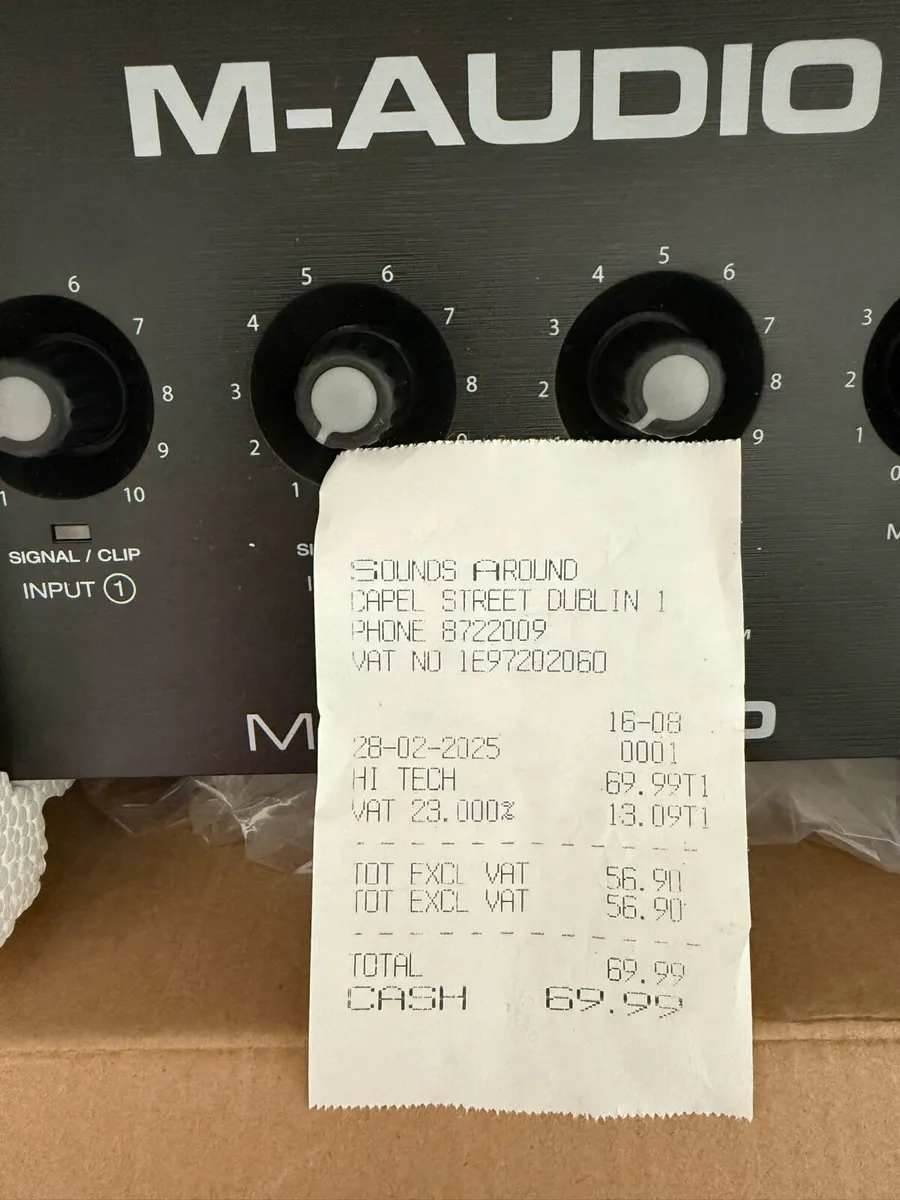 M-AUDIO
6
7
8
9
10
1
SIGNAL / CLIP
INPUT 1
5 6
4 7
3 8
2
1
5
4 6
3 7
2 8
9
3
2
1
0
SOUNDS AROUND
CAPEL STREET DUBLIN 1
PHONE 8722009
VAT NO 1E9720206O
16-08
28-02-2025 0001
HI TECH 69.99T1
VAT 23.000% 13.09T1
TOT EXCL VAT 56.90
TOT EXCL VAT 56.90
TOTAL 69.99
CASH 69.99